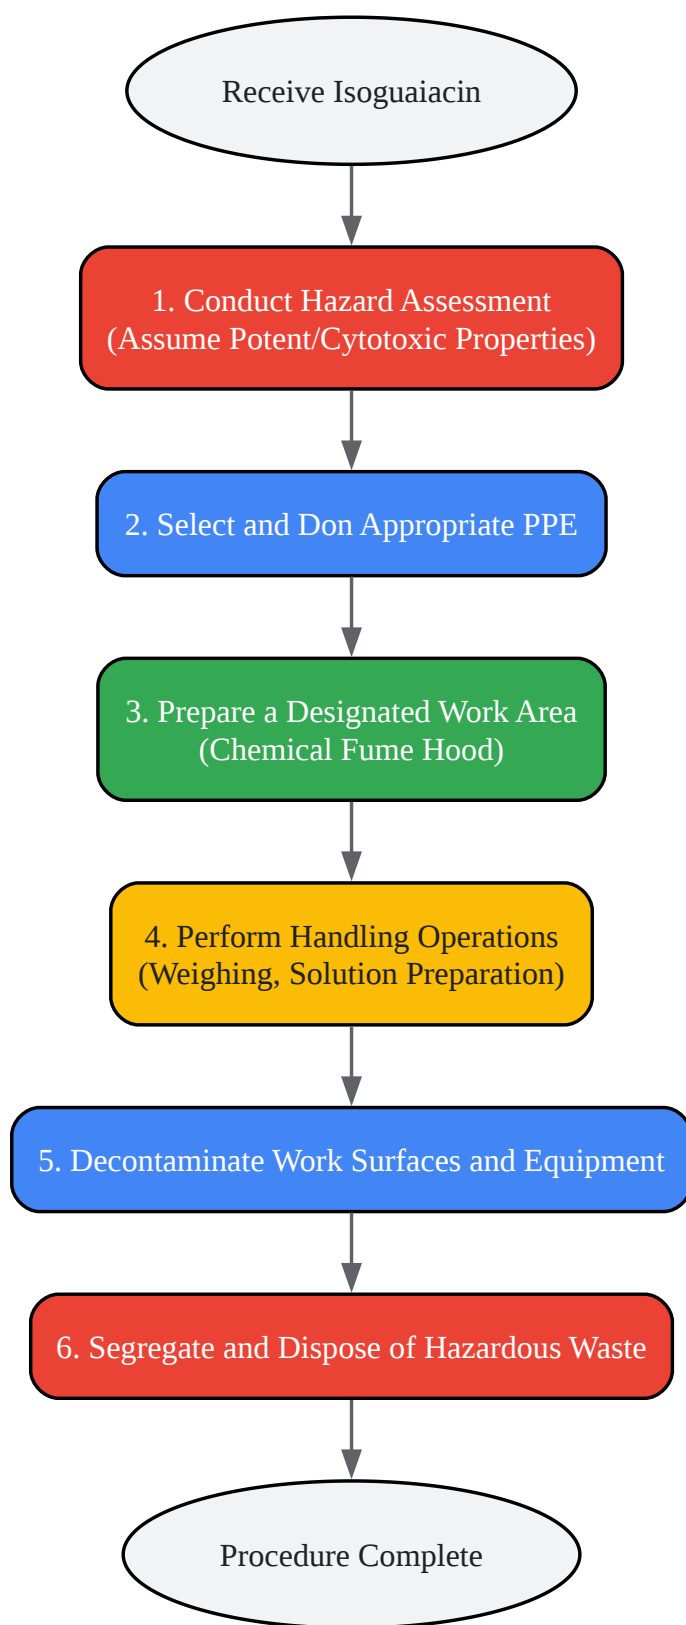 Receive Isoguaiacin
1. Conduct Hazard Assessment
(Assume Potent/Cytotoxic Properties)
2. Select and Don Appropriate PPE
3. Prepare a Designated Work Area
(Chemical Fume Hood)
4. Perform Handling Operations
(Weighing, Solution Preparation)
5. Decontaminate Work Surfaces and Equipment
6. Segregate and Dispose of Hazardous Waste
Procedure Complete